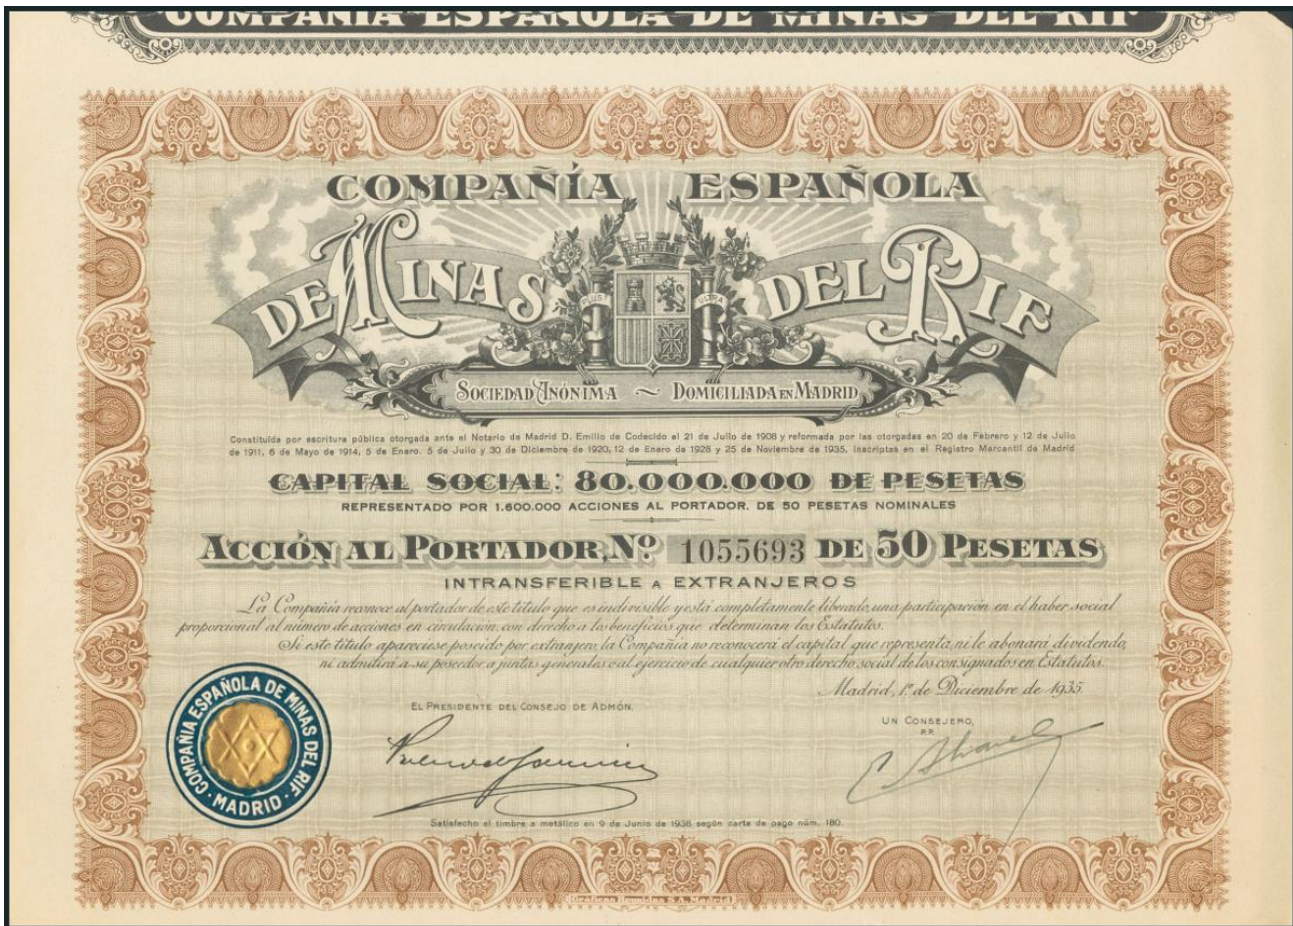 COMPAÑÍA ESPAÑOLA DE MINAS DEL RIF.
COMPAÑÍA ESPAÑOLA
DE MINAS DEL RIF
PLUS ULTRA
SOCIEDAD ANÓNIMA ~ DOMICILIADA EN MADRID
Constituída por escritura pública otorgada ante el Notario de Madrid D. Emilio de Codecido el 21 de Julio de 1908 y reformada por las otorgadas en 20 de Febrero y 12 de Julio
de 1911, 6 de Mayo de 1914, 5 de Enero. 5 de Julio y 30 de Diciembre de 1920, 12 de Enero de 1928 y 25 de Noviembre de 1935. Inscriptas en el Registro Mercantil de Madrid
CAPITAL SOCIAL: 80.000.000 DE PESETAS
REPRESENTADO POR 1.600.000 ACCIONES AL PORTADOR. DE 50 PESETAS NOMINALES
ACCIÓN AL PORTADOR, Nº 1055693 DE 50 PESETAS
INTRANSFERIBLE A EXTRANJEROS
La Compañia reconoce al portador de este título que es indivisible y está completamente liberado, una participación en el haber social
proporcional al número de acciones en circulación, con derecho a los beneficios que determinan los Estatutos.
Si este título apareciese poseido por extranjero, la Compañia no reconocerá el capital que representa, ni le abonará dividendo,
ni admitirá a su poseedor a juntas generales o al ejercicio de cualquier otro derecho social de los consignados en Estatutos.
Madrid, 1º de Diciembre de 1935
EL PRESIDENTE DEL CONSEJO DE ADMÓN.
UN CONSEJERO,
P.P.
COMPAÑIA ESPAÑOLA DE MINAS DEL RIF · MADRID ·
Satisfecho el timbre a metálico en 9 de Junio de 1938 según carta de pago núm. 180.